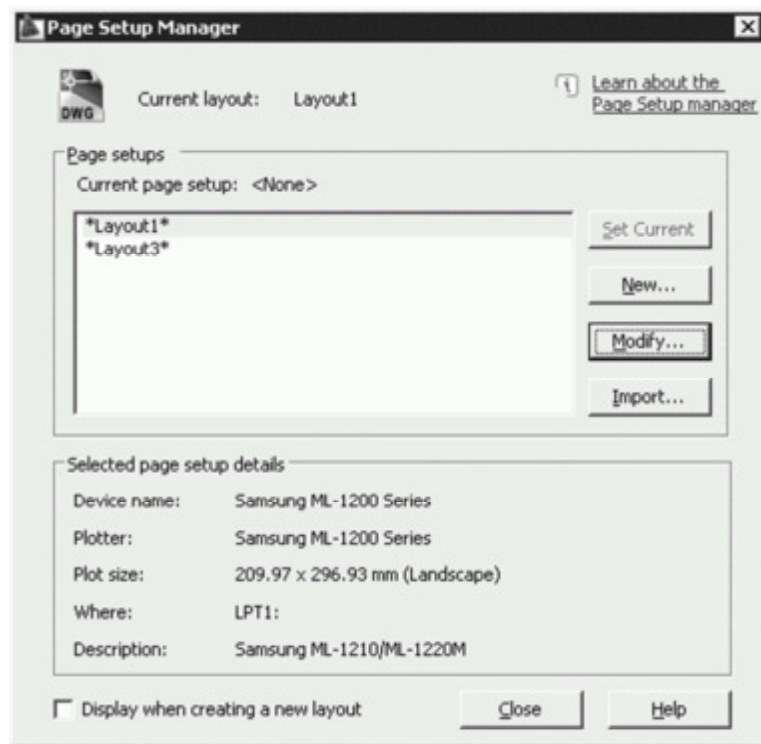 Page Setup Manager
DWG
Current layout: Layout1
Learn about the
Page Setup manager
Page setups
Current page setup: <None>
*Layout1*
*Layout3*
Set Current
New...
Modify...
Import...
Selected page setup details
Device name: Samsung ML-1200 Series
Plotter: Samsung ML-1200 Series
Plot size: 209.97 x 296.93 mm (Landscape)
Where: LPT1:
Description: Samsung ML-1210/ML-1220M
Display when creating a new layout
Close
Help